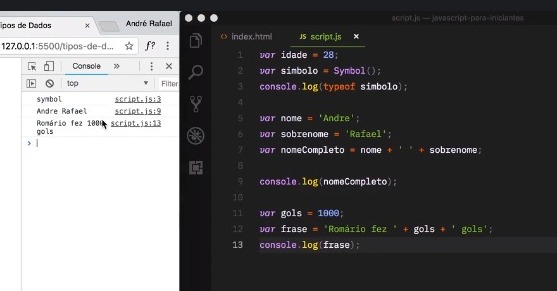 ipos de Dados
André Rafael
127.0.0.1:5500/tipos-de-d...
f?
Console
»
top
Filter
symbol script.js:3
Andre Rafael script.js:9
Romário fez 1000 script.js:13
gols
script.js — javascript-para-iniciantes
<> index.html
JS script.js ×
1 var idade = 28;
2 var simbolo = Symbol();
3 console.log(typeof simbolo);
4
5 var nome = 'Andre';
6 var sobrenome = 'Rafael';
7 var nomeCompleto = nome + ' ' + sobrenome;
8
9 console.log(nomeCompleto);
10
11 var gols = 1000;
12 var frase = 'Romário fez ' + gols + ' gols';
13 console.log(frase);